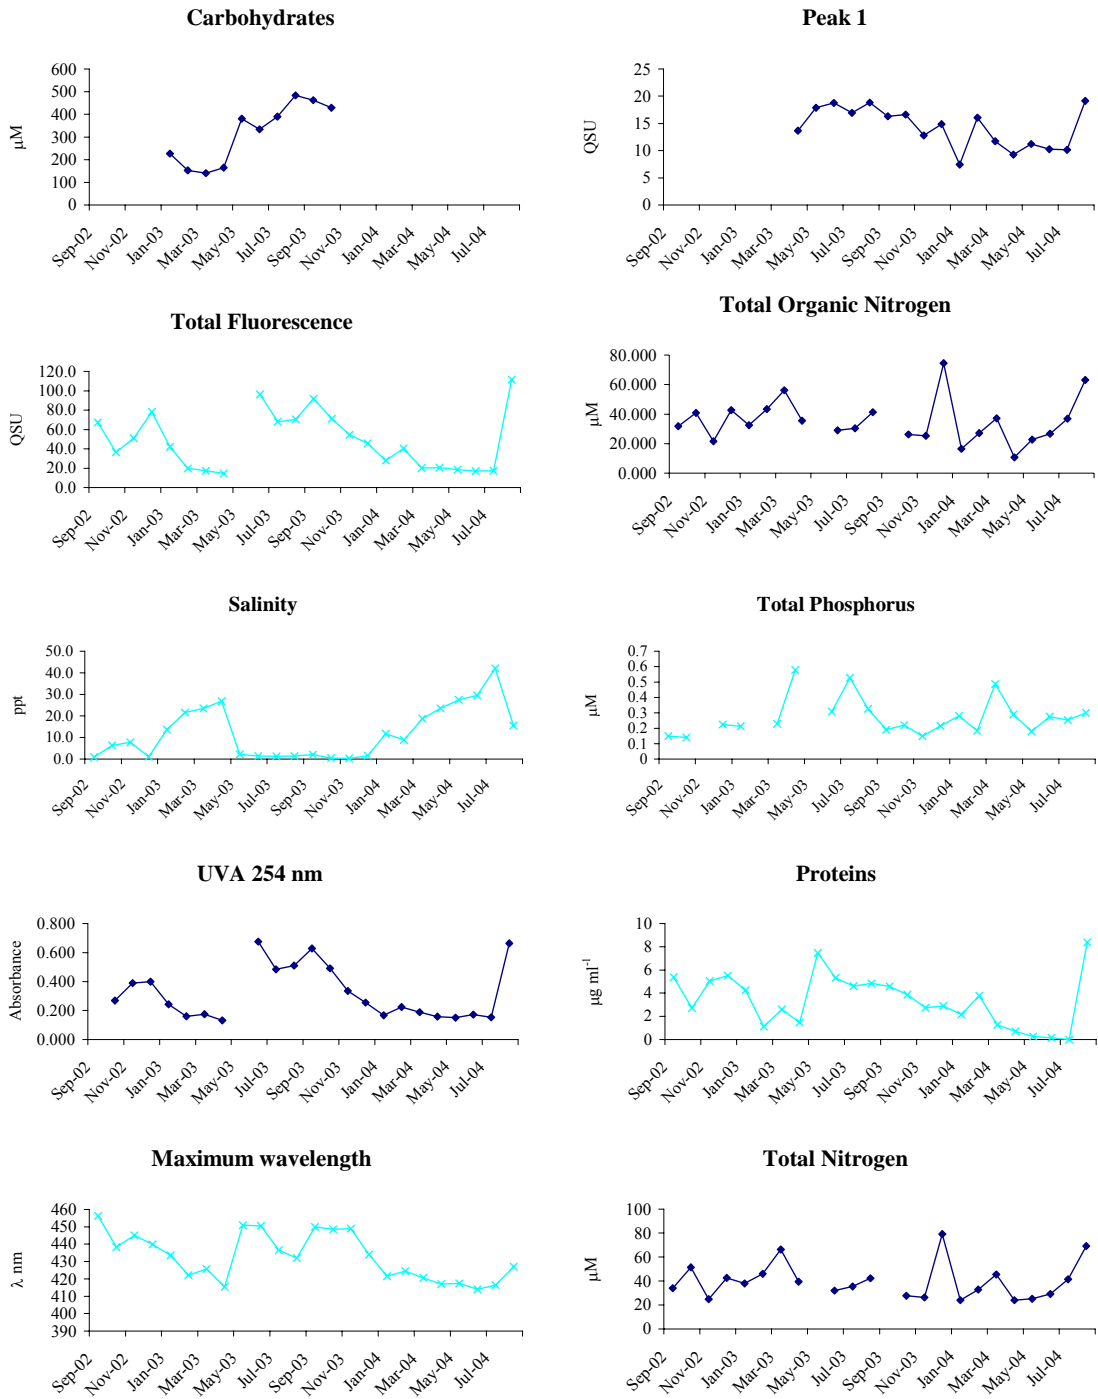 Carbohydrates
600
500
400
300
200
100
0
µM
Sep-02 Nov-02 Jan-03 Mar-03 May-03 Jul-03 Sep-03 Nov-03 Jan-04 Mar-04 May-04 Jul-04
Peak 1
25
20
15
10
5
0
QSU
Sep-02 Nov-02 Jan-03 Mar-03 May-03 Jul-03 Sep-03 Nov-03 Jan-04 Mar-04 May-04 Jul-04
Total Fluorescence
120.0
100.0
80.0
60.0
40.0
20.0
0.0
QSU
Sep-02 Nov-02 Jan-03 Mar-03 May-03 Jul-03 Sep-03 Nov-03 Jan-04 Mar-04 May-04 Jul-04
Total Organic Nitrogen
80.000
60.000
40.000
20.000
0.000
µM
Sep-02 Nov-02 Jan-03 Mar-03 May-03 Jul-03 Sep-03 Nov-03 Jan-04 Mar-04 May-04 Jul-04
Salinity
50.0
40.0
30.0
20.0
10.0
0.0
ppt
Sep-02 Nov-02 Jan-03 Mar-03 May-03 Jul-03 Sep-03 Nov-03 Jan-04 Mar-04 May-04 Jul-04
Total Phosphorus
0.7
0.6
0.5
0.4
0.3
0.2
0.1
0
µM
Sep-02 Nov-02 Jan-03 Mar-03 May-03 Jul-03 Sep-03 Nov-03 Jan-04 Mar-04 May-04 Jul-04
UVA 254 nm
0.800
0.600
0.400
0.200
0.000
Absorbance
Sep-02 Nov-02 Jan-03 Mar-03 May-03 Jul-03 Sep-03 Nov-03 Jan-04 Mar-04 May-04 Jul-04
Proteins
10
8
6
4
2
0
µg ml⁻¹
Sep-02 Nov-02 Jan-03 Mar-03 May-03 Jul-03 Sep-03 Nov-03 Jan-04 Mar-04 May-04 Jul-04
Maximum wavelength
460
450
440
430
420
410
400
390
λ nm
Sep-02 Nov-02 Jan-03 Mar-03 May-03 Jul-03 Sep-03 Nov-03 Jan-04 Mar-04 May-04 Jul-04
Total Nitrogen
100
80
60
40
20
0
µM
Sep-02 Nov-02 Jan-03 Mar-03 May-03 Jul-03 Sep-03 Nov-03 Jan-04 Mar-04 May-04 Jul-04